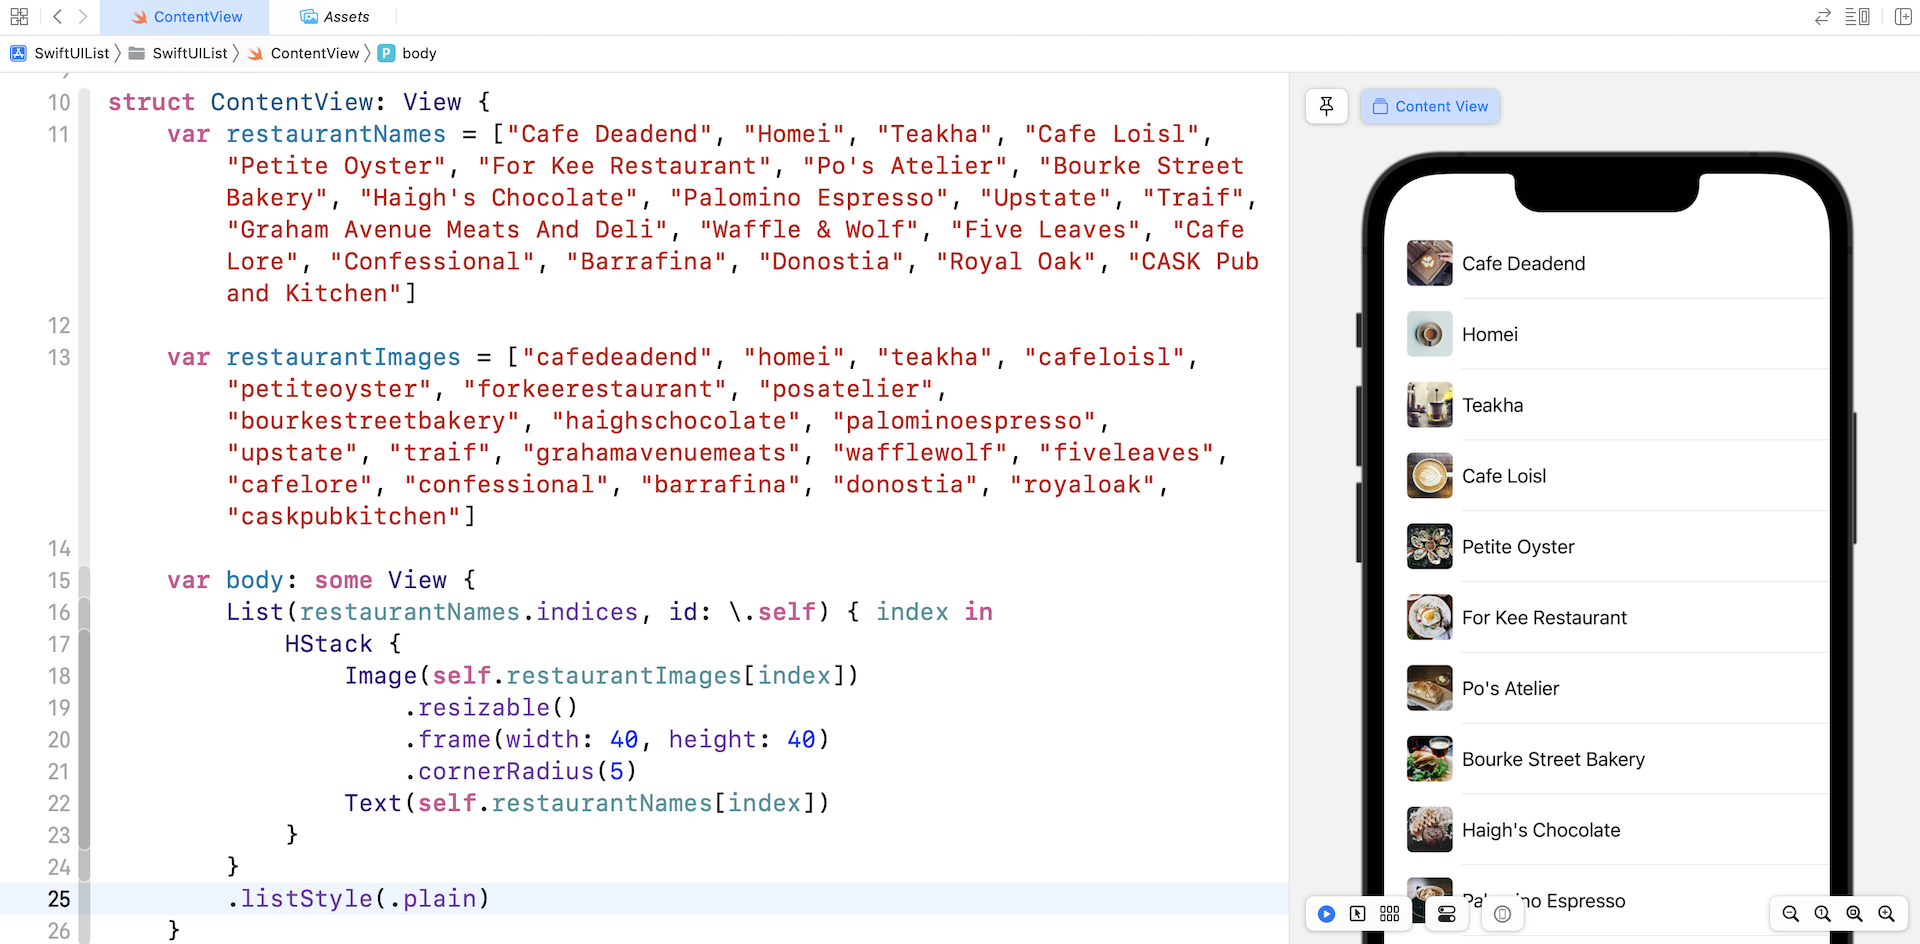 ContentView
Assets
SwiftUIList SwiftUIList ContentView P body
10 struct ContentView: View {
11 var restaurantNames = ["Cafe Deadend", "Homei", "Teakha", "Cafe Loisl",
"Petite Oyster", "For Kee Restaurant", "Po's Atelier", "Bourke Street
Bakery", "Haigh's Chocolate", "Palomino Espresso", "Upstate", "Traif",
"Graham Avenue Meats And Deli", "Waffle & Wolf", "Five Leaves", "Cafe
Lore", "Confessional", "Barrafina", "Donostia", "Royal Oak", "CASK Pub
and Kitchen"]
12
13 var restaurantImages = ["cafedeadend", "homei", "teakha", "cafeloisl",
"petiteoyster", "forkeerestaurant", "posatelier",
"bourkestreetbakery", "haighschocolate", "palominoespresso",
"upstate", "traif", "grahamavenuemeats", "wafflewolf", "fiveleaves",
"cafelore", "confessional", "barrafina", "donostia", "royaloak",
"caskpubkitchen"]
14
15 var body: some View {
16 List(restaurantNames.indices, id: \.self) { index in
17 HStack {
18 Image(self.restaurantImages[index])
19 .resizable()
20 .frame(width: 40, height: 40)
21 .cornerRadius(5)
22 Text(self.restaurantNames[index])
23 }
24 }
25 .listStyle(.plain)
26 }
Content View
Cafe Deadend
Homei
Teakha
Cafe Loisl
Petite Oyster
For Kee Restaurant
Po's Atelier
Bourke Street Bakery
Haigh's Chocolate
Espresso